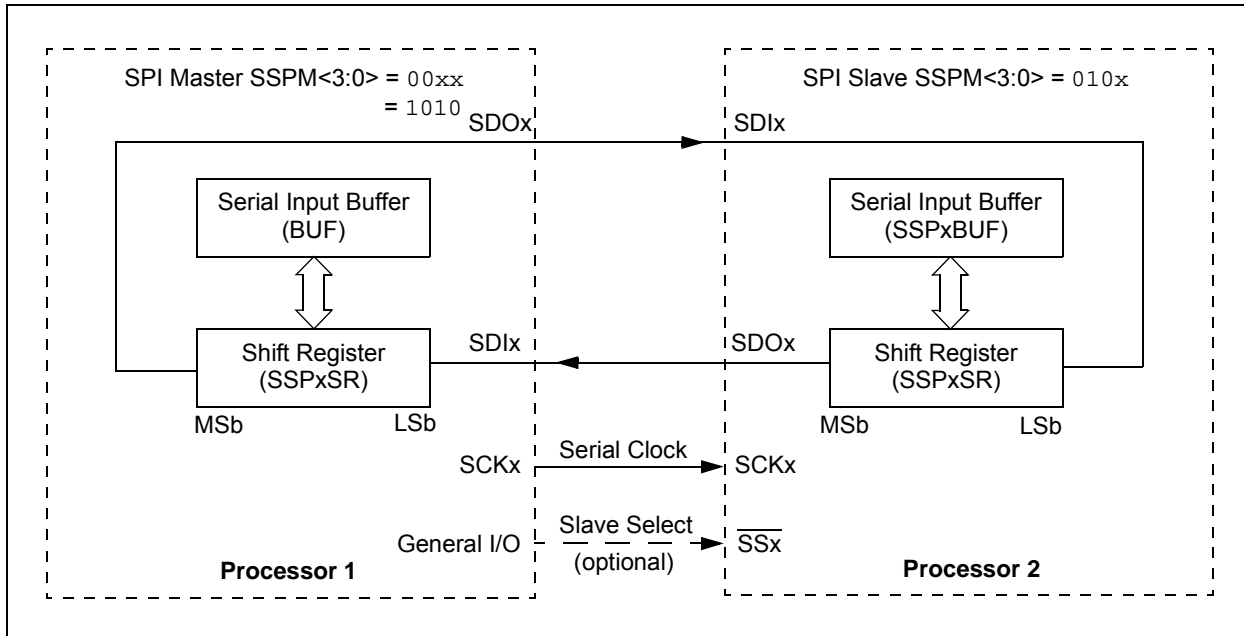 SPI Master SSPM<3:0> = 00xx
= 1010
SDOx
Serial Input Buffer
(BUF)
Shift Register
(SSPxSR)
MSb
LSb
SDIx
SCKx
General I/O
Processor 1
Serial Clock
Slave Select
(optional)
SPI Slave SSPM<3:0> = 010x
SDIx
Serial Input Buffer
(SSPxBUF)
SDOx
Shift Register
(SSPxSR)
MSb
LSb
SCKx
SSx
Processor 2